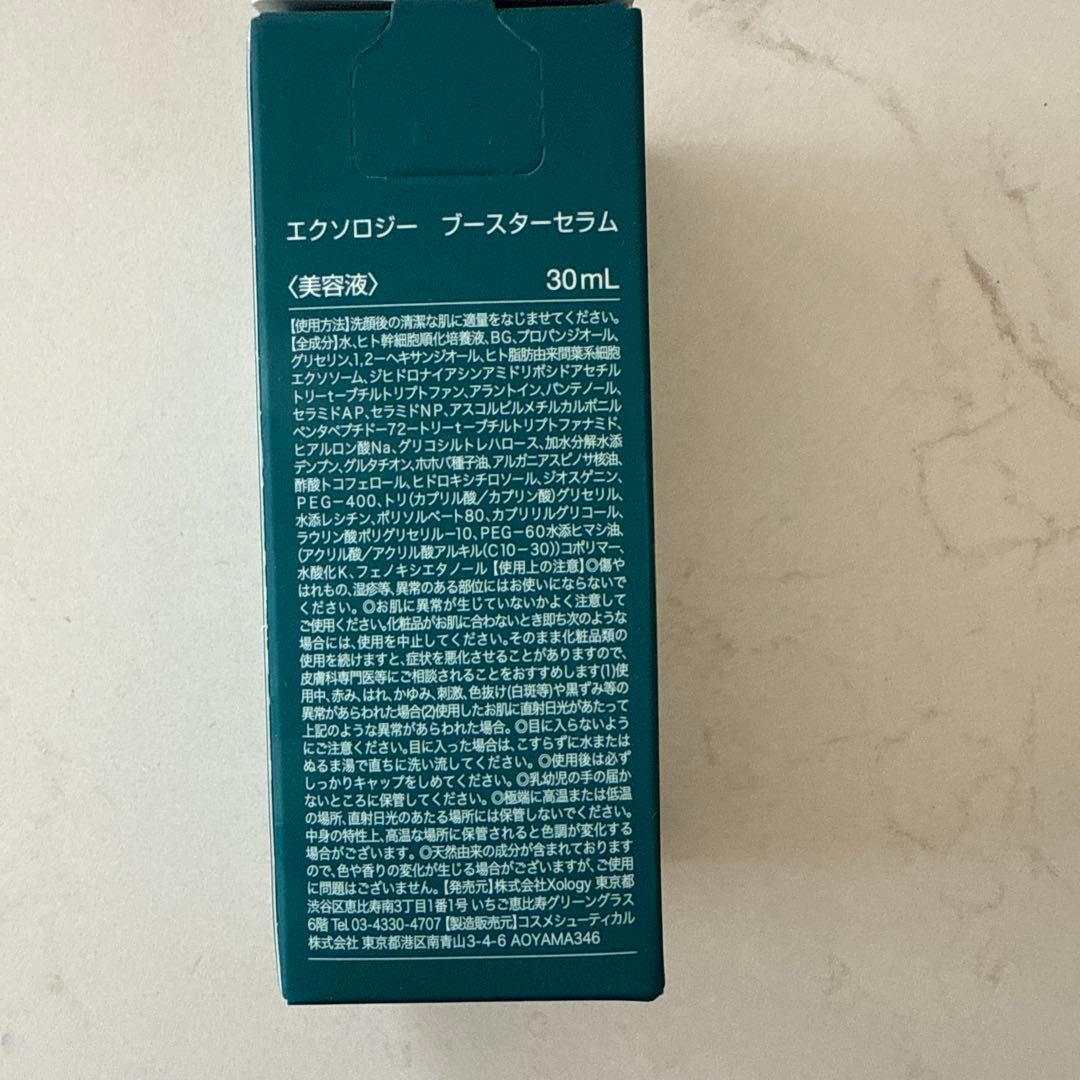 エクソロジー　ブースターセラム
〈美容液〉 30mL
【使用方法】洗顔後の清潔な肌に適量をなじませてください。
【全成分】水、ヒト幹細胞順化培養液、BG、プロパンジオール、
グリセリン、1,2－ヘキサンジオール、ヒト脂肪由来間葉系細胞
エクソソーム、ジヒドロナイアシンアミドリボシドアセチル
トリーt－ブチルトリプトファン、アラントイン、パンテノール、
セラミドAP、セラミドNP、アスコルビルメチルカルボニル
ペンタペプチドー72ートリーtーブチルトリプトファナミド、
ヒアルロン酸Na、グリコシルトレハロース、加水分解水添
デンプン、グルタチオン、ホホバ種子油、アルガニアスピノサ核油、
酢酸トコフェロール、ヒドロキシチロソール、ジオスゲニン、
PEG－400、トリ(カプリル酸／カプリン酸)グリセリル、
水添レシチン、ポリソルベート80、カプリリルグリコール、
ラウリン酸ポリグリセリル－10、PEG－60水添ヒマシ油、
(アクリル酸／アクリル酸アルキル(C10－30))コポリマー、
水酸化K、フェノキシエタノール【使用上の注意】◎傷や
はれもの、湿疹等、異常のある部位にはお使いにならないで
ください。◎お肌に異常が生じていないかよく注意して
ご使用ください。化粧品がお肌に合わないとき即ち次のような
場合には、使用を中止してください。そのまま化粧品類の
使用を続けますと、症状を悪化させることがありますので、
皮膚科専門医等にご相談されることをおすすめします(1)使
用中、赤み、はれ、かゆみ、刺激、色抜け(白斑等)や黒ずみ等の
異常があらわれた場合(2)使用したお肌に直射日光があたって
上記のような異常があらわれた場合。◎目に入らないよう
にご注意ください。目に入った場合は、こすらずに水または
ぬるま湯で直ちに洗い流してください。◎使用後は必ず
しっかりキャップをしめてください。◎乳幼児の手の届か
ないところに保管してください。◎極端に高温または低温
の場所、直射日光のあたる場所には保管しないでください。
中身の特性上、高温な場所に保管されると色調が変化する
場合がございます。◎天然由来の成分が含まれております
ので、色や香りの変化が生じる場合がございますが、ご使用
に問題はございません。【発売元】株式会社Xology 東京都
渋谷区恵比寿南3丁目1番1号 いちご恵比寿グリーングラス
6階 Tel.03-4330-4707【製造販売元】コスメシューティカル
株式会社 東京都港区南青山3-4-6 AOYAMA346